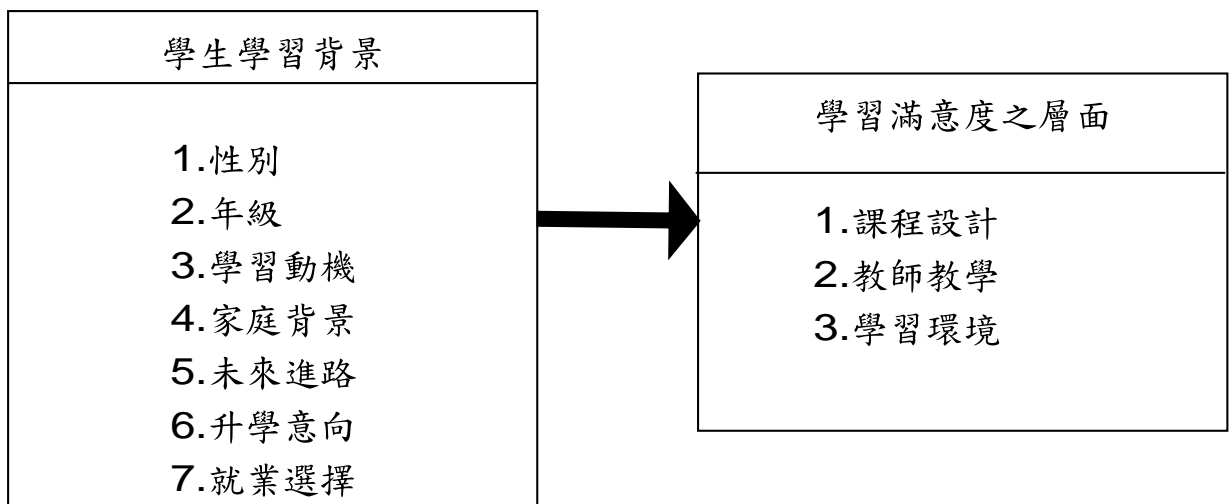 學生學習背景
1.性別
2.年級
3.學習動機
4.家庭背景
5.未來進路
6.升學意向
7.就業選擇
學習滿意度之層面
1.課程設計
2.教師教學
3.學習環境